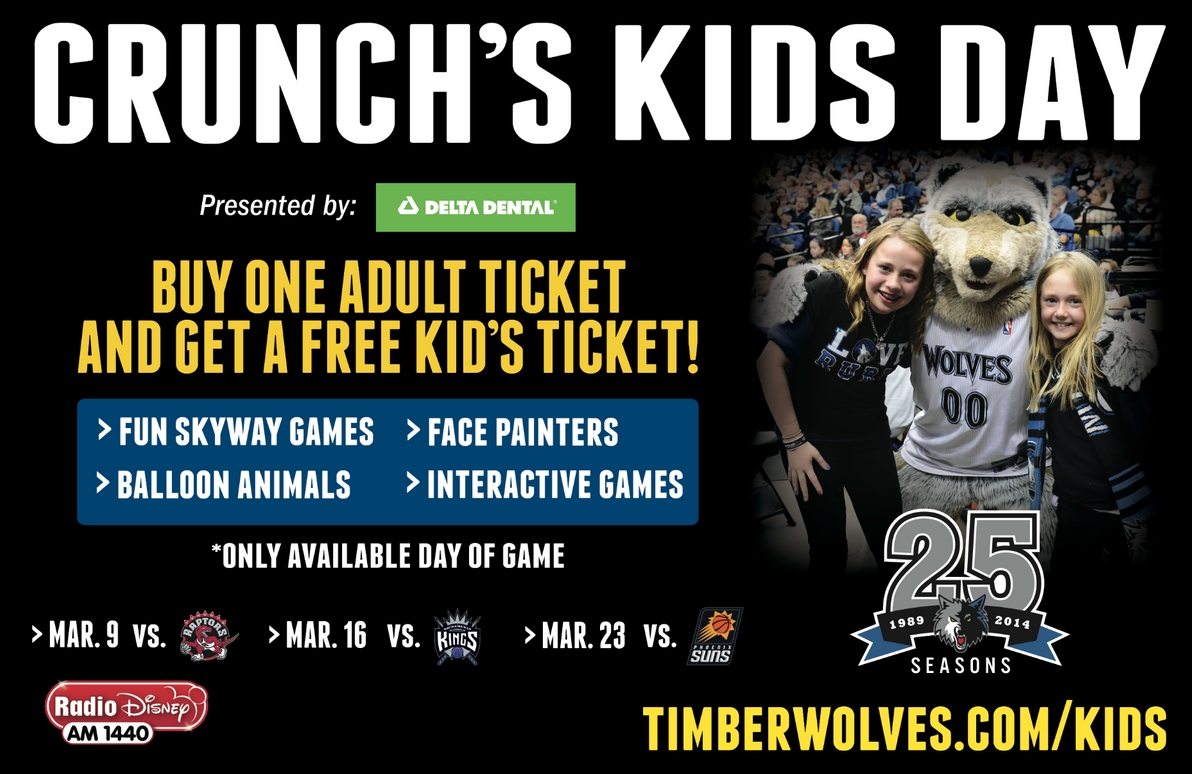 CRUNCH'S KIDS DAY
Presented by: DELTA DENTAL®
BUY ONE ADULT TICKET
AND GET A FREE KID'S TICKET!
> FUN SKYWAY GAMES > FACE PAINTERS
> BALLOON ANIMALS > INTERACTIVE GAMES
*ONLY AVAILABLE DAY OF GAME
LOVE
WOLVES
00
25
1989 2014
SEASONS
> MAR. 9 VS. RAPTORS > MAR. 16 VS. KINGS > MAR. 23 VS. PHOENIX SUNS
Radio Disney
AM 1440
TIMBERWOLVES.COM/KIDS